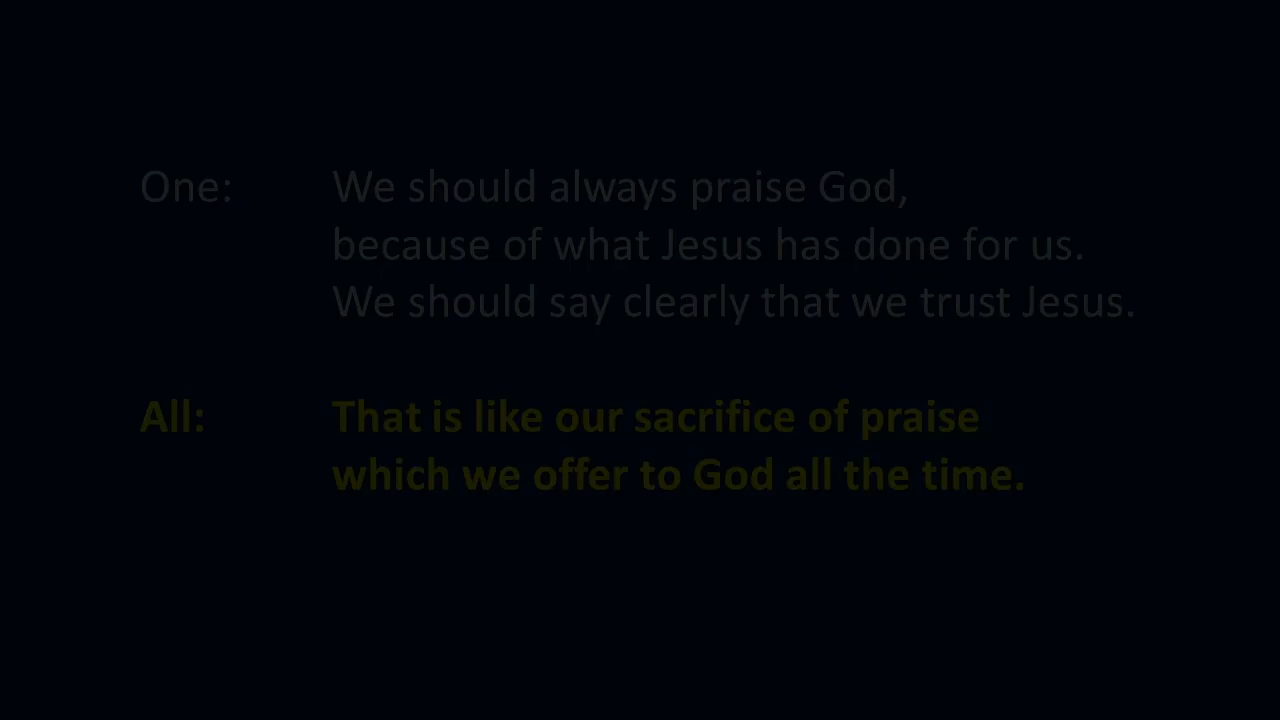 One: We should always praise God,
because of what Jesus has done for us.
We should say clearly that we trust Jesus.
All: That is like our sacrifice of praise
which we offer to God all the time.